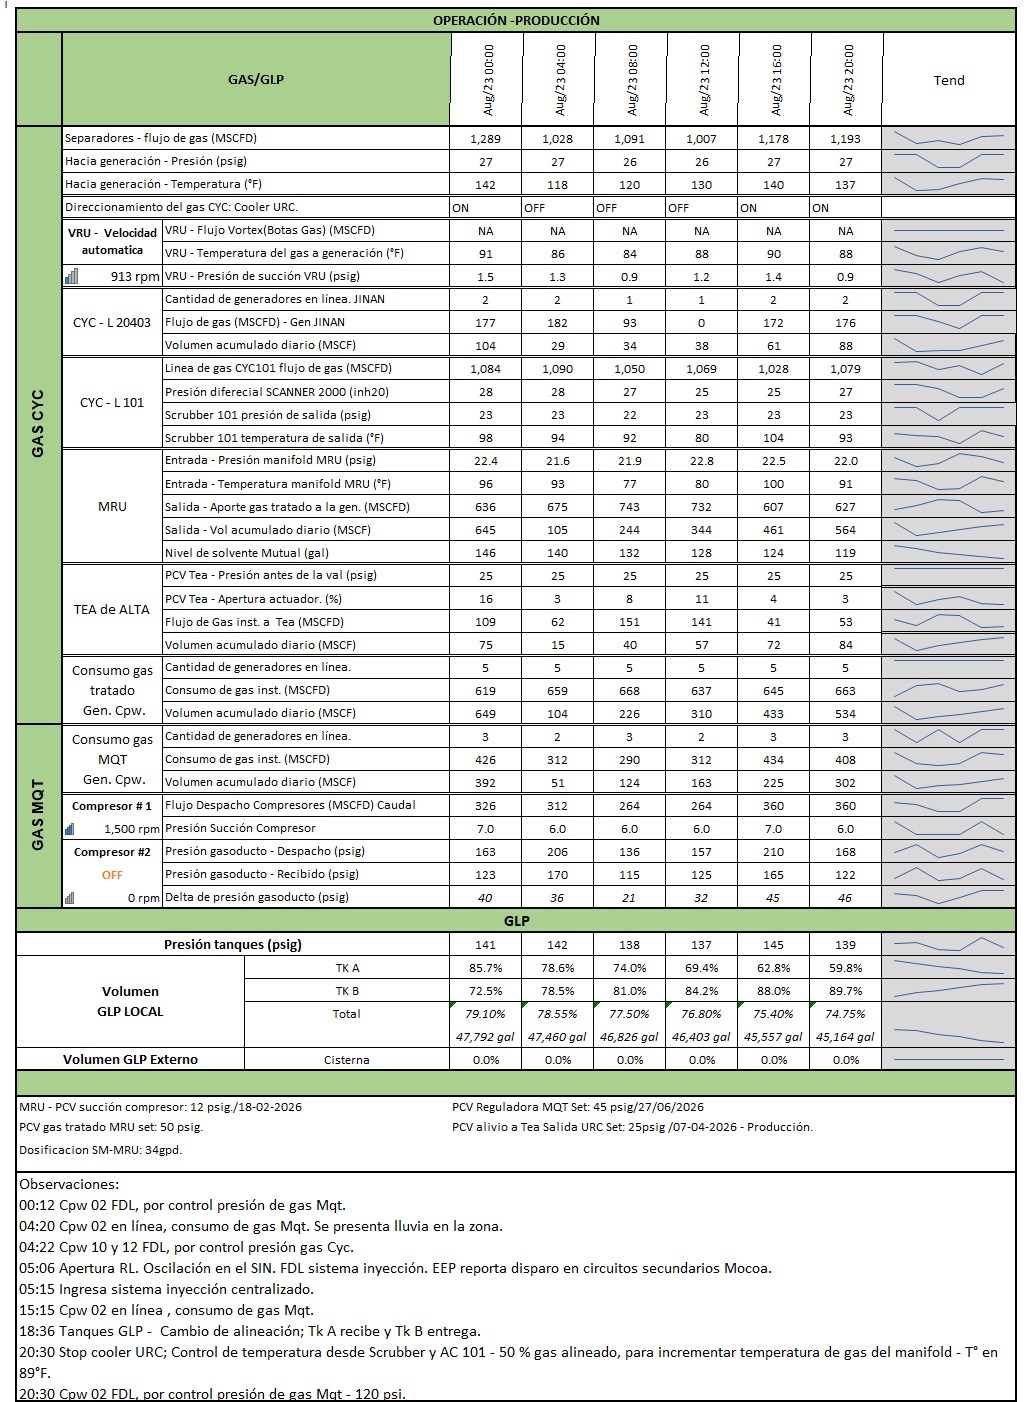 OPERACIÓN -PRODUCCIÓN
GAS/GLP Aug/23 00:00 Aug/23 04:00 Aug/23 08:00 Aug/23 12:00 Aug/23 16:00 Aug/23 20:00 Tend
GAS CYC
Separadores - flujo de gas (MSCFD) 1,289 1,028 1,091 1,007 1,178 1,193
Hacia generación - Presión (psig) 27 27 26 26 27 27
Hacia generación - Temperatura (°F) 142 118 120 130 140 137
Direccionamiento del gas CYC: Cooler URC. ON OFF OFF OFF ON ON
VRU - Velocidad automatica
913 rpm
VRU - Flujo Vortex(Botas Gas) (MSCFD) NA NA NA NA NA NA
VRU - Temperatura del gas a generación (°F) 91 86 84 88 90 88
VRU - Presión de succión VRU (psig) 1.5 1.3 0.9 1.2 1.4 0.9
CYC - L 20403
Cantidad de generadores en línea. JINAN 2 2 1 1 2 2
Flujo de gas (MSCFD) - Gen JINAN 177 182 93 0 172 176
Volumen acumulado diario (MSCF) 104 29 34 38 61 88
CYC - L 101
Linea de gas CYC101 flujo de gas (MSCFD) 1,084 1,090 1,050 1,069 1,028 1,079
Presión diferecial SCANNER 2000 (inh20) 28 28 27 25 25 27
Scrubber 101 presión de salida (psig) 23 23 22 23 23 23
Scrubber 101 temperatura de salida (°F) 98 94 92 80 104 93
MRU
Entrada - Presión manifold MRU (psig) 22.4 21.6 21.9 22.8 22.5 22.0
Entrada - Temperatura manifold MRU (°F) 96 93 77 80 100 91
Salida - Aporte gas tratado a la gen. (MSCFD) 636 675 743 732 607 627
Salida - Vol acumulado diario (MSCF) 645 105 244 344 461 564
Nivel de solvente Mutual (gal) 146 140 132 128 124 119
TEA de ALTA
PCV Tea - Presión antes de la val (psig) 25 25 25 25 25 25
PCV Tea - Apertura actuador. (%) 16 3 8 11 4 3
Flujo de Gas inst. a Tea (MSCFD) 109 62 151 141 41 53
Volumen acumulado diario (MSCF) 75 15 40 57 72 84
Consumo gas tratado Gen. Cpw.
Cantidad de generadores en línea. 5 5 5 5 5 5
Consumo de gas inst. (MSCFD) 619 659 668 637 645 663
Volumen acumulado diario (MSCF) 649 104 226 310 433 534
GAS MQT
Consumo gas MQT Gen. Cpw.
Cantidad de generadores en línea. 3 2 3 2 3 3
Consumo de gas inst. (MSCFD) 426 312 290 312 434 408
Volumen acumulado diario (MSCF) 392 51 124 163 225 302
Compresor # 1
1,500 rpm
Flujo Despacho Compresores (MSCFD) Caudal 326 312 264 264 360 360
Presión Succión Compresor 7.0 6.0 6.0 6.0 7.0 6.0
Compresor #2
OFF
0 rpm
Presión gasoducto - Despacho (psig) 163 206 136 157 210 168
Presión gasoducto - Recibido (psig) 123 170 115 125 165 122
Delta de presión gasoducto (psig) 40 36 21 32 45 46
GLP
Presión tanques (psig) 141 142 138 137 145 139
Volumen
GLP LOCAL
TK A 85.7% 78.6% 74.0% 69.4% 62.8% 59.8%
TK B 72.5% 78.5% 81.0% 84.2% 88.0% 89.7%
Total 79.10% 78.55% 77.50% 76.80% 75.40% 74.75%
47,792 gal 47,460 gal 46,826 gal 46,403 gal 45,557 gal 45,164 gal
Volumen GLP Externo Cisterna 0.0% 0.0% 0.0% 0.0% 0.0% 0.0%
MRU - PCV succión compresor: 12 psig./18-02-2026 PCV Reguladora MQT Set: 45 psig/27/06/2026
PCV gas tratado MRU set: 50 psig. PCV alivio a Tea Salida URC Set: 25psig /07-04-2026 - Producción.
Dosificacion SM-MRU: 34gpd.
Observaciones:
00:12 Cpw 02 FDL, por control presión de gas Mqt.
04:20 Cpw 02 en línea, consumo de gas Mqt. Se presenta lluvia en la zona.
04:22 Cpw 10 y 12 FDL, por control presión gas Cyc.
05:06 Apertura RL. Oscilación en el SIN. FDL sistema inyección. EEP reporta disparo en circuitos secundarios Mocoa.
05:15 Ingresa sistema inyección centralizado.
15:15 Cpw 02 en línea , consumo de gas Mqt.
18:36 Tanques GLP - Cambio de alineación; Tk A recibe y Tk B entrega.
20:30 Stop cooler URC; Control de temperatura desde Scrubber y AC 101 - 50 % gas alineado, para incrementar temperatura de gas del manifold - T° en
89°F.
20:30 Cpw 02 FDL, por control presión de gas Mqt - 120 psi.